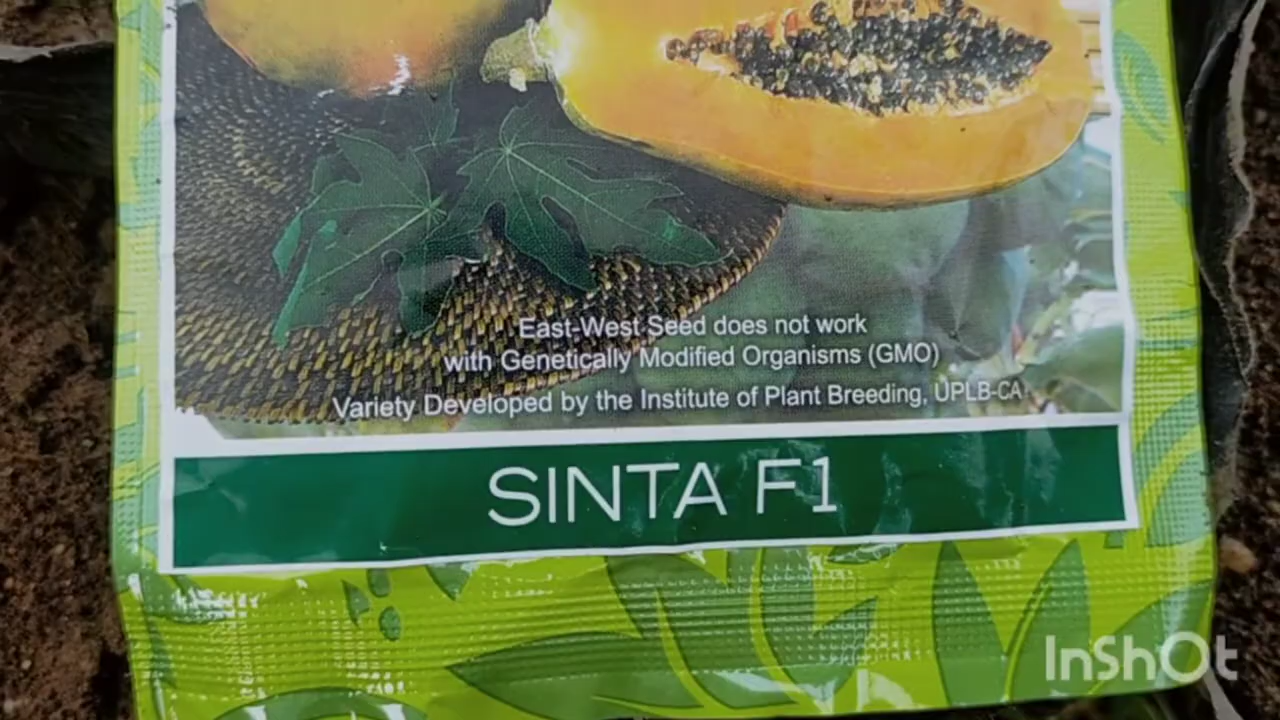 East-West Seed does not work
with Genetically Modified Organisms (GMO)
Variety Developed by the Institute of Plant Breeding, UPLB-CA
SINTA F1
InShOt